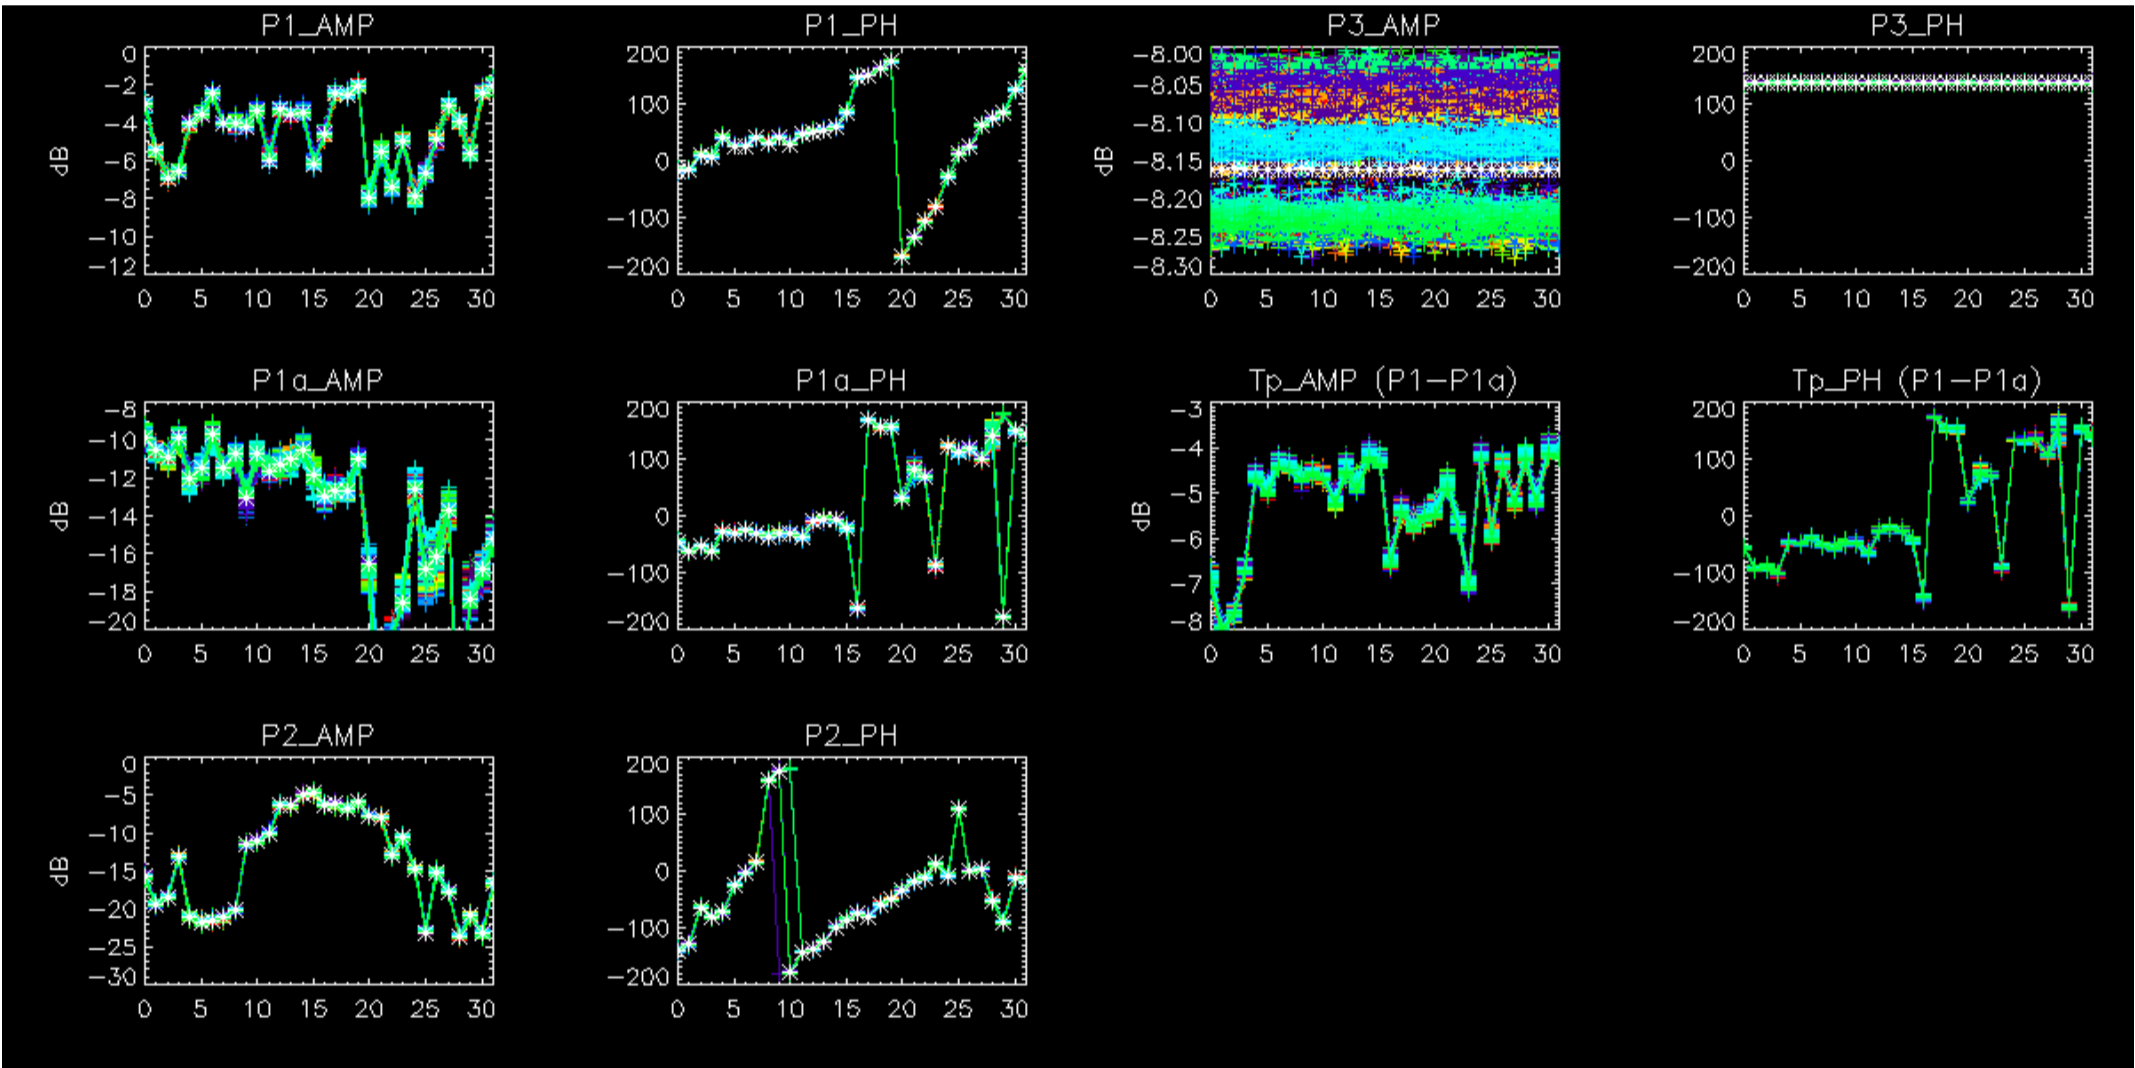 P1_AMP
0
-2
-4
-6
-8
-10
-12
dB
0 5 10 15 20 25 30
P1_PH
200
100
0
-100
-200
0 5 10 15 20 25 30
P3_AMP
-8.00
-8.05
-8.10
-8.15
-8.20
-8.25
-8.30
dB
0 5 10 15 20 25 30
P3_PH
200
100
0
-100
-200
0 5 10 15 20 25 30
P1a_AMP
-8
-10
-12
-14
-16
-18
-20
dB
0 5 10 15 20 25 30
P1a_PH
200
100
0
-100
-200
0 5 10 15 20 25 30
Tp_AMP (P1-P1a)
-3
-4
-5
-6
-7
-8
dB
0 5 10 15 20 25 30
Tp_PH (P1-P1a)
200
100
0
-100
-200
0 5 10 15 20 25 30
P2_AMP
0
-5
-10
-15
-20
-25
-30
dB
0 5 10 15 20 25 30
P2_PH
200
100
0
-100
-200
0 5 10 15 20 25 30